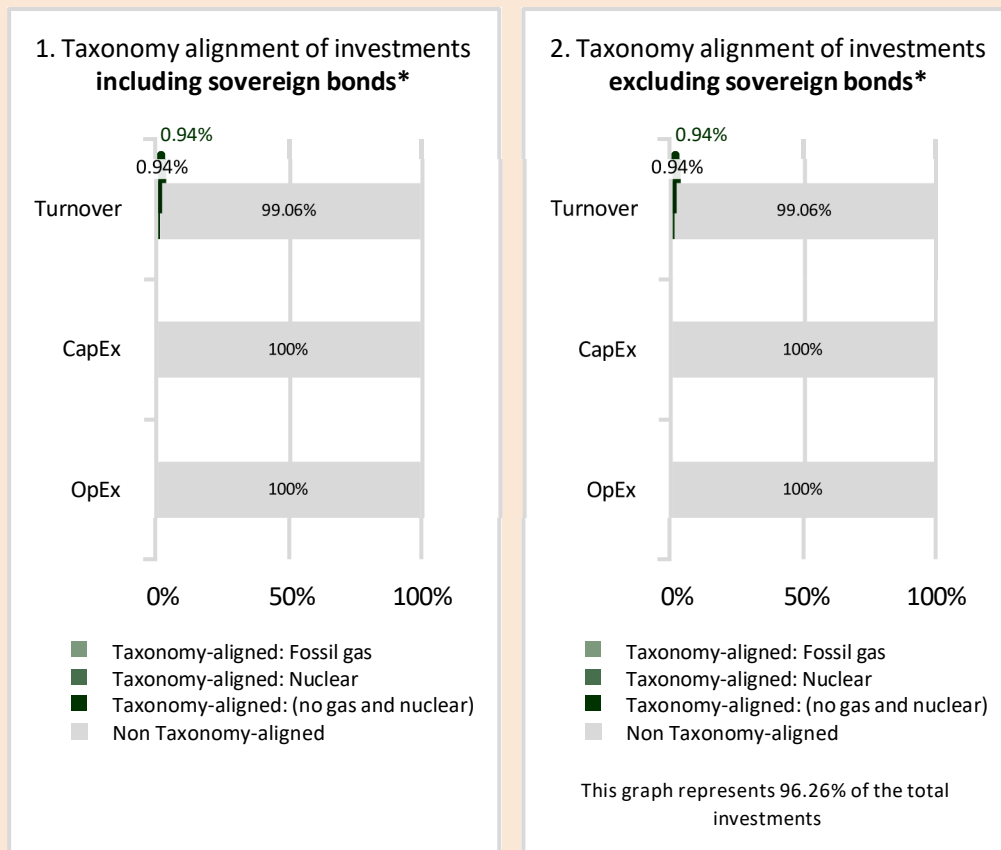 1. Taxonomy alignment of investments
including sovereign bonds*
0.94%
0.94%
Turnover
99.06%
CapEx
100%
OpEx
100%
0%
50%
100%
Taxonomy-aligned: Fossil gas
Taxonomy-aligned: Nuclear
Taxonomy-aligned: (no gas and nuclear)
Non Taxonomy-aligned
2. Taxonomy alignment of investments
excluding sovereign bonds*
0.94%
0.94%
Turnover
99.06%
CapEx
100%
OpEx
100%
0%
50%
100%
Taxonomy-aligned: Fossil gas
Taxonomy-aligned: Nuclear
Taxonomy-aligned: (no gas and nuclear)
Non Taxonomy-aligned
This graph represents 96.26% of the total
investments